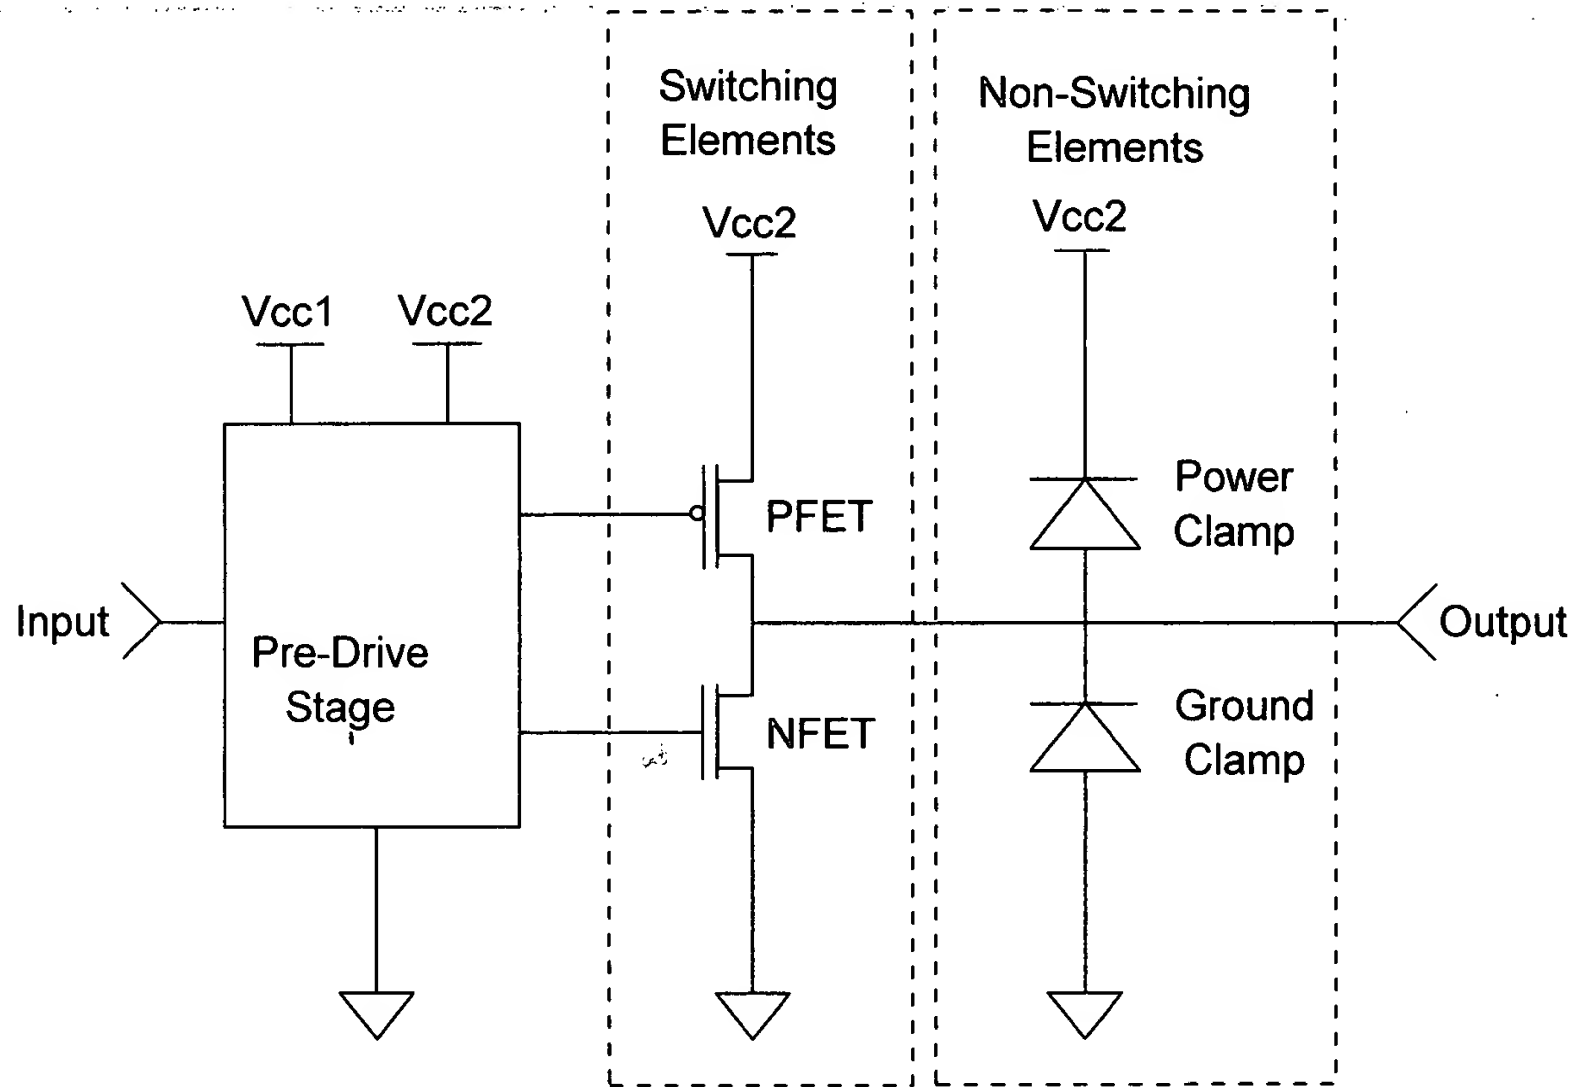 Switching
Elements
Non-Switching
Elements
Vcc2
Vcc2
Vcc1
Vcc2
PFET
Power
Clamp
Input
Pre-Drive
Stage
Output
NFET
Ground
Clamp